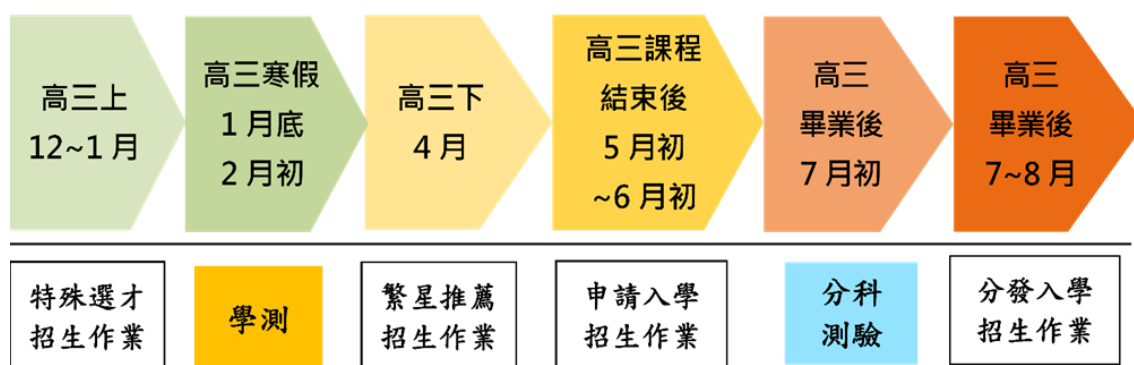 高三上
12~1 月
高三寒假
1 月底
2 月初
高三下
4 月
高三課程
結束後
5 月初
~6 月初
高三
畢業後
7 月初
高三
畢業後
7~8 月
特殊選才
招生作業
學測
繁星推薦
招生作業
申請入學
招生作業
分科
測驗
分發入學
招生作業